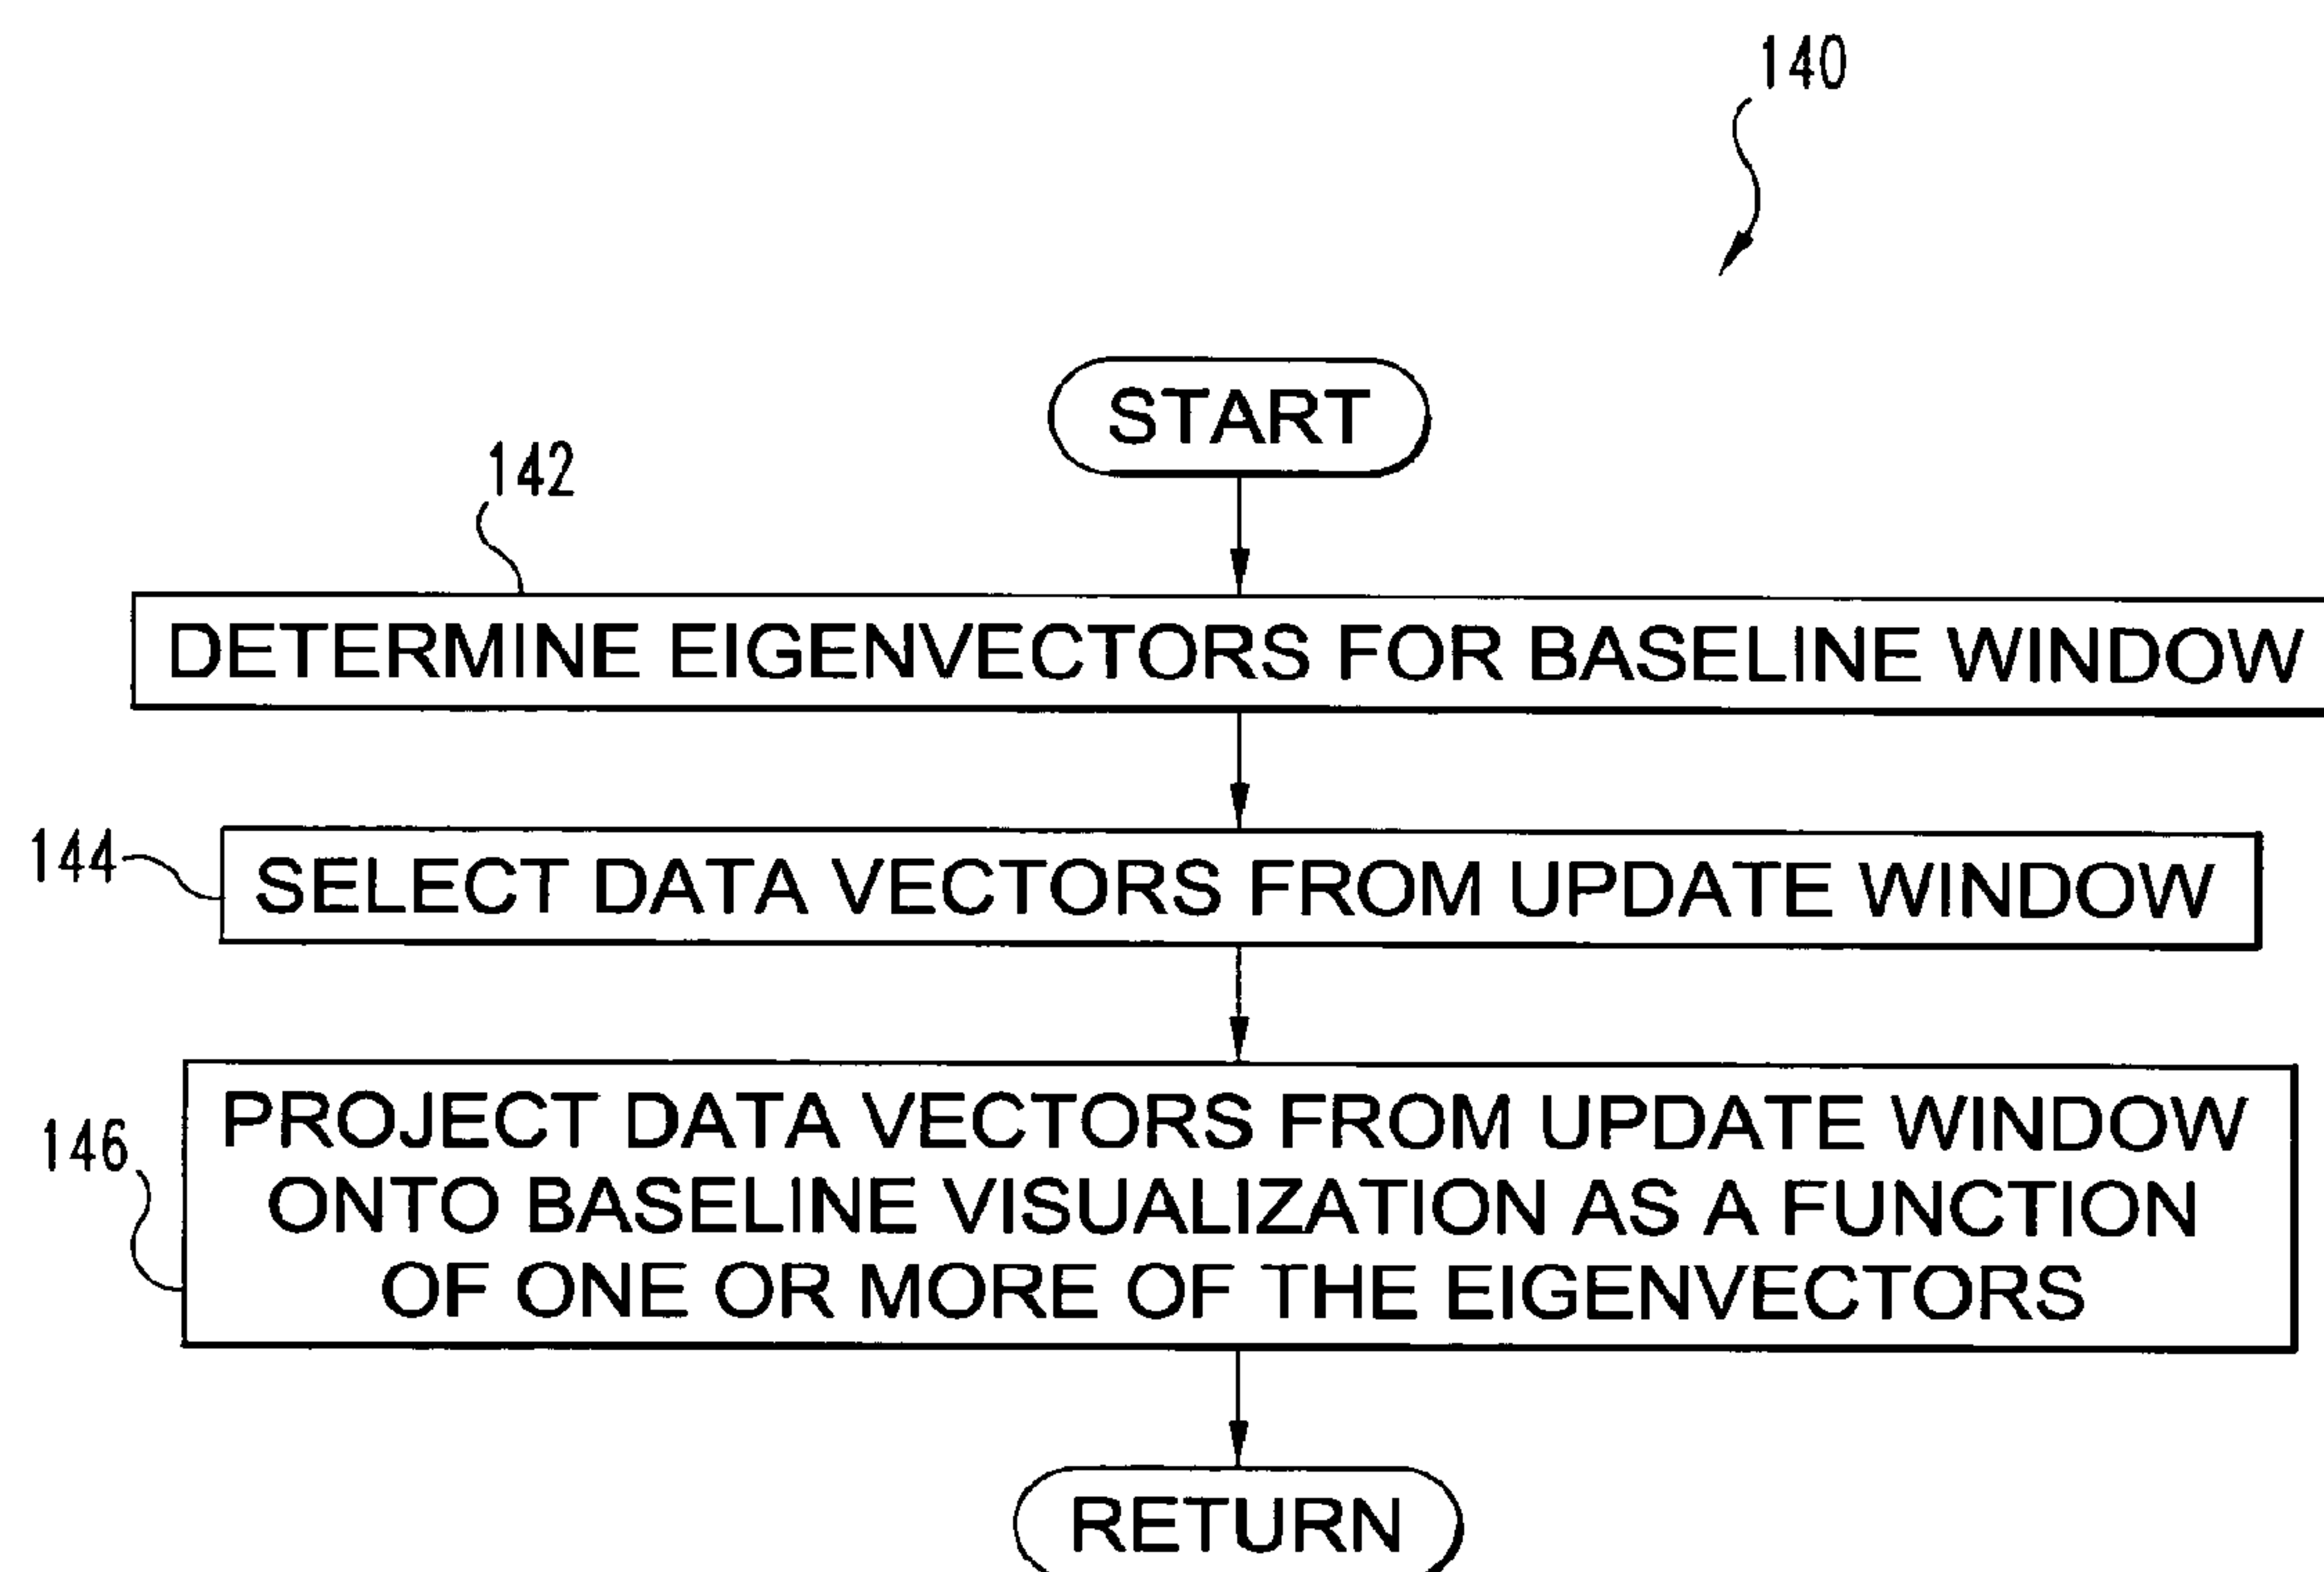 140
START
142
DETERMINE EIGENVECTORS FOR BASELINE WINDOW
144
SELECT DATA VECTORS FROM UPDATE WINDOW
146
PROJECT DATA VECTORS FROM UPDATE WINDOW
ONTO BASELINE VISUALIZATION AS A FUNCTION
OF ONE OR MORE OF THE EIGENVECTORS
RETURN